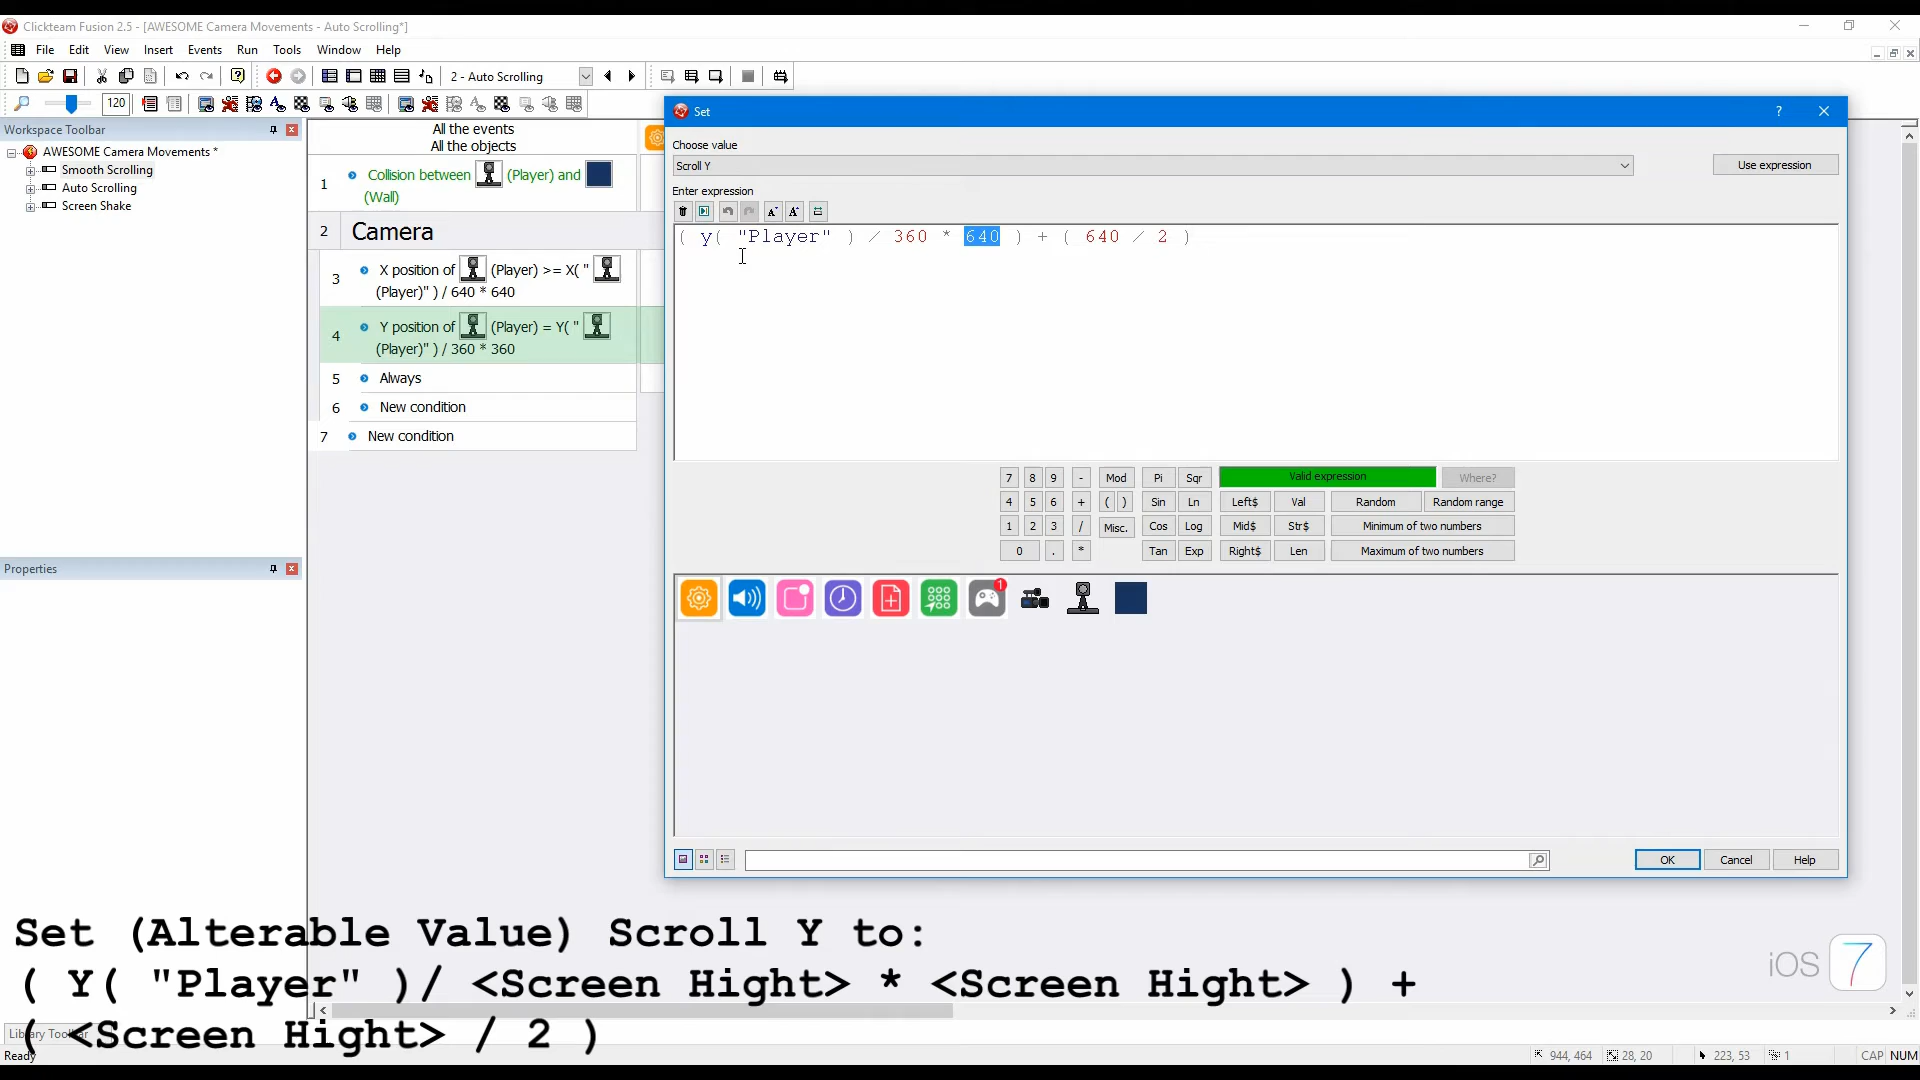 Clickteam Fusion 2.5 - [AWESOME Camera Movements - Auto Scrolling*]
File Edit View Insert Events Run Tools Window Help
2 - Auto Scrolling
120
Workspace Toolbar
AWESOME Camera Movements *
Smooth Scrolling
Auto Scrolling
Screen Shake
Properties
All the events
All the objects
1 Collision between (Player) and
(Wall)
2 Camera
3 X position of (Player) >= X( "
(Player)" ) / 640 * 640
4 Y position of (Player) = Y( "
(Player)" ) / 360 * 360
5 Always
6 New condition
7 New condition
Set ?
Choose value
Scroll Y Use expression
Enter expression
( y( "Player" ) / 360 * 640 ) + ( 640 / 2 )
7 8 9 - Mod Pi Sqr Valid expression Where?
4 5 6 + ( ) Sin Ln Left$ Val Random Random range
1 2 3 / Misc. Cos Log Mid$ Str$ Minimum of two numbers
0 . * Tan Exp Right$ Len Maximum of two numbers
1
OK Cancel Help
Set (Alterable Value) Scroll Y to:
( Y( "Player" )/ <Screen Hight> * <Screen Hight> ) +
( <Screen Hight> / 2 )
iOS 7
Ready 944, 464 28, 20 223, 53 1 CAP NUM